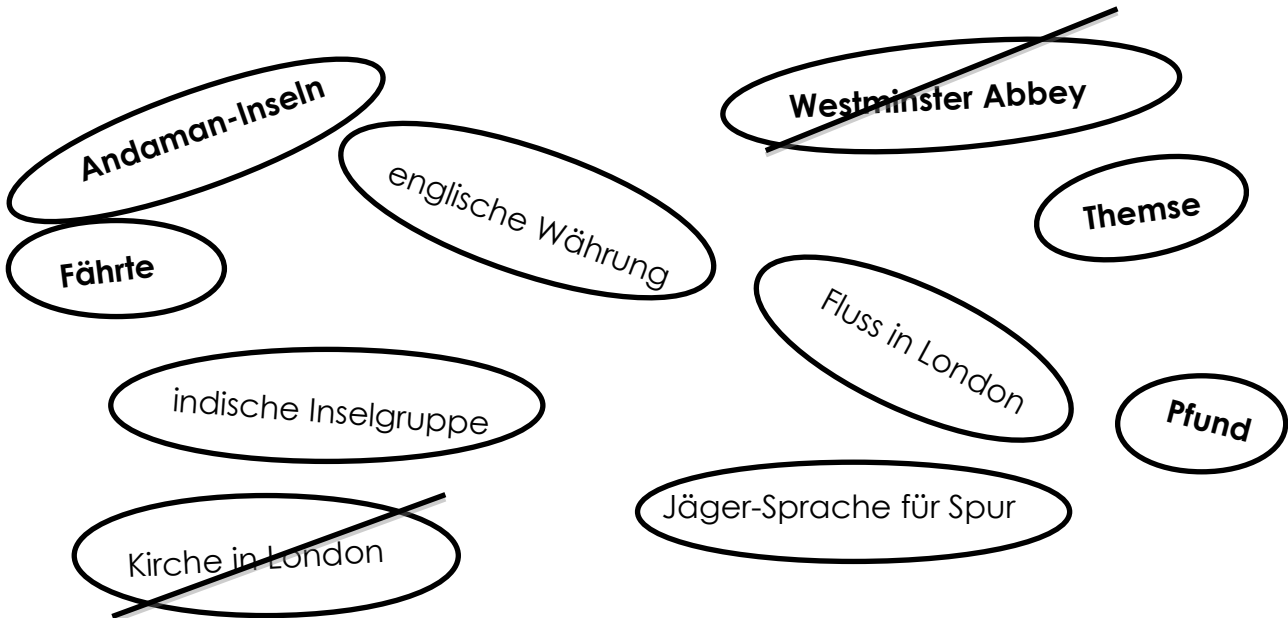 Westminster Abbey
Andaman-Inseln
englische Währung
Themse
Fährte
Fluss in London
indische Inselgruppe
Pfund
Jäger-Sprache für Spur
Kirche in London